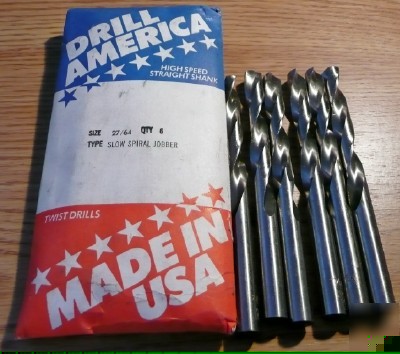 DRILL
AMERICA
HIGH SPEED
STRAIGHT SHANK
SIZE 27/64 QTY 6
TYPE SLOW SPIRAL JOBBER
TWIST DRILLS
MADE IN
USA